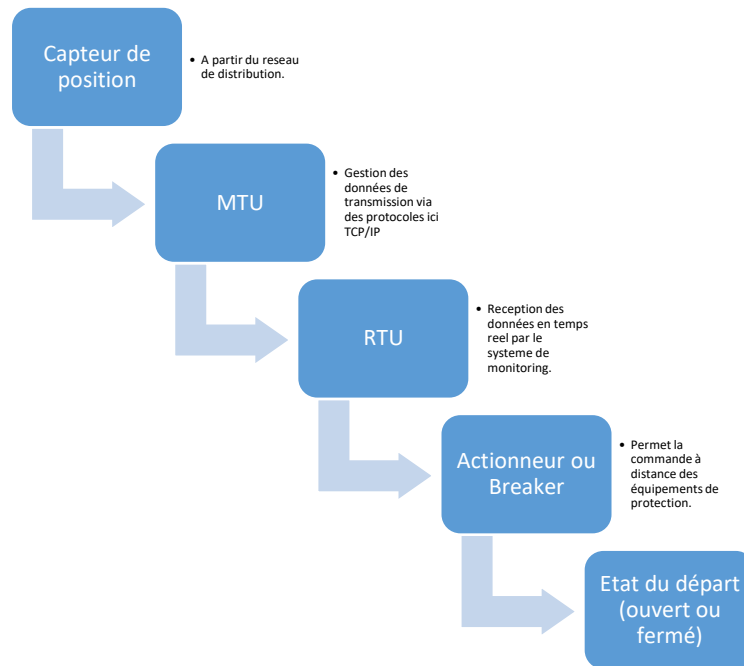 Capteur de
position
• A partir du reseau
de distribution.
MTU
• Gestion des
données de
transmission via
des protocoles ici
TCP/IP
RTU
• Reception des
données en temps
reel par le
systeme de
monitoring.
Actionneur ou
Breaker
• Permet la
commande à
distance des
équipements de
protection.
Etat du départ
(ouvert ou
fermé)